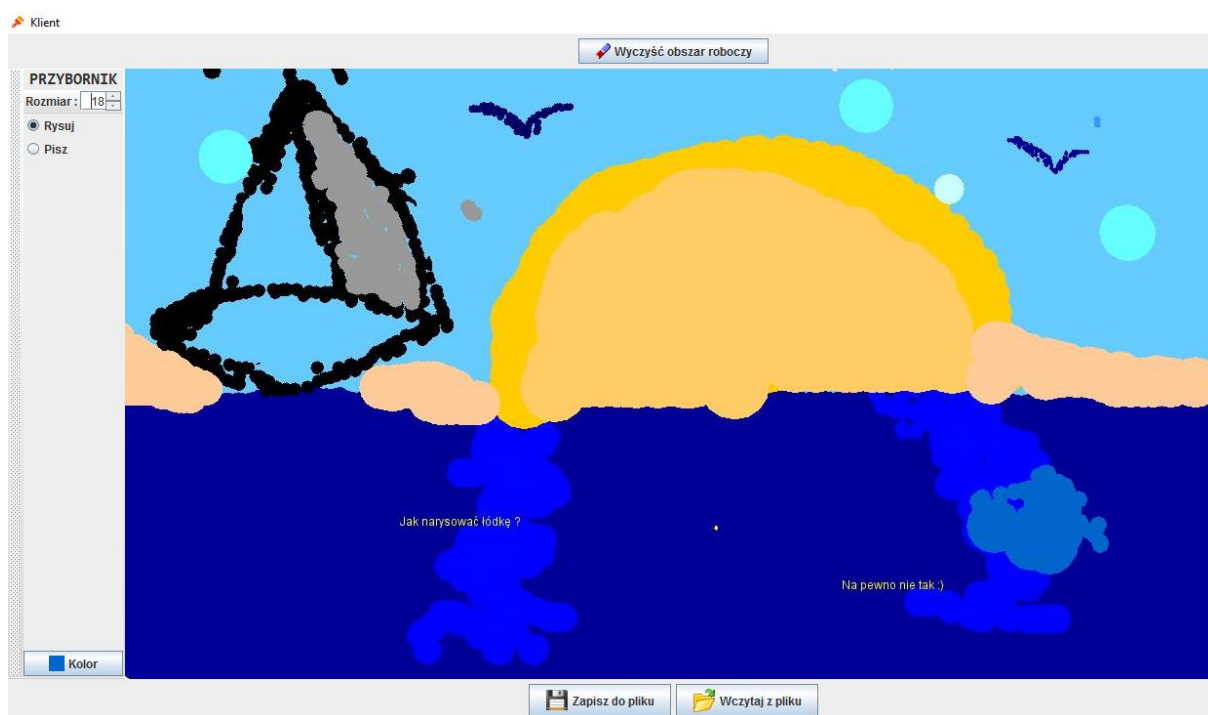 Klient
Wyczyść obszar roboczy
PRZYBORNIK
Rozmiar : 18
Rysuj
Pisz
Jak narysować łódkę ?
Na pewno nie tak :)
Kolor
Zapisz do pliku
Wczytaj z pliku